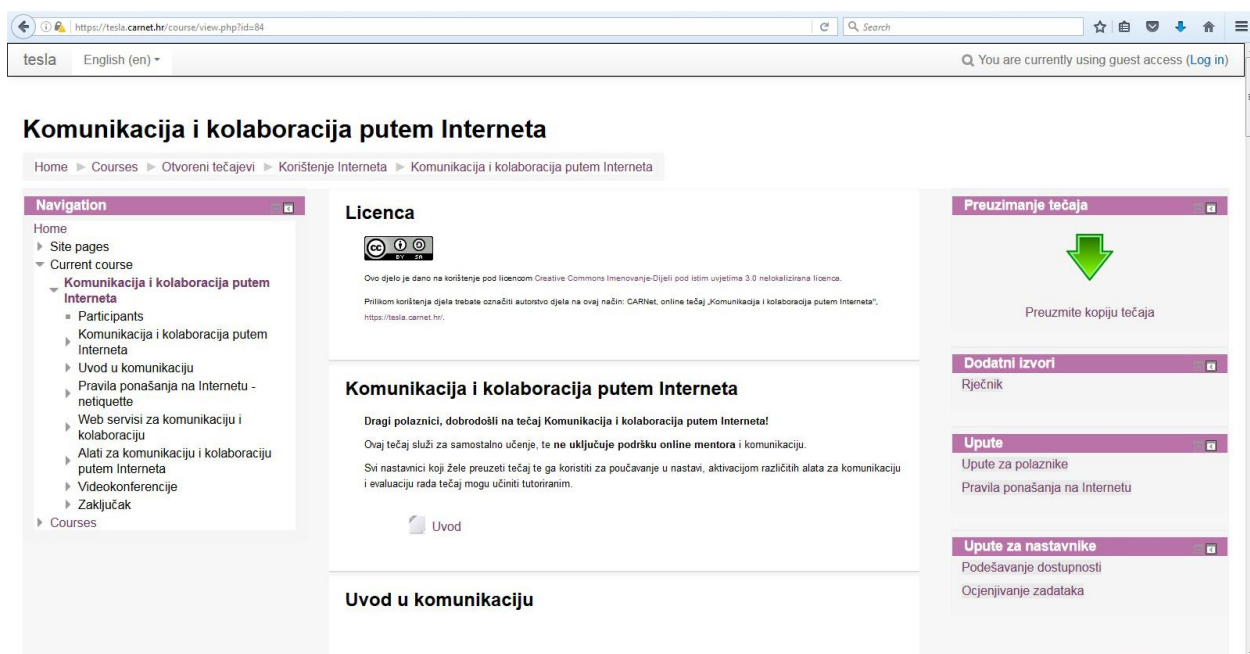 https://tesla.carnet.hr/course/view.php?id=84
Search
tesla English (en)
You are currently using guest access (Log in)
Komunikacija i kolaboracija putem Interneta
Home Courses Otvoreni tečajevi Korištenje Interneta Komunikacija i kolaboracija putem Interneta
Navigation
Home
Site pages
Current course
Komunikacija i kolaboracija putem
Interneta
Participants
Komunikacija i kolaboracija putem
Interneta
Uvod u komunikaciju
Pravila ponašanja na Internetu -
netiquette
Web servisi za komunikaciju i
kolaboraciju
Alati za komunikaciju i kolaboraciju
putem Interneta
Videokonferencije
Zaključak
Courses
Licenca
cc BY SA
Ovo djelo je dano na korištenje pod licencom Creative Commons Imenovanje-Dijeli pod istim uvjetima 3.0 nelokalizirana licenca.
Prilikom korištenja djela trebate označiti autorstvo djela na ovaj način: CARNet, online tečaj „Komunikacija i kolaboracija putem Interneta",
https://tesla.carnet.hr/.
Komunikacija i kolaboracija putem Interneta
Dragi polaznici, dobrodošli na tečaj Komunikacija i kolaboracija putem Interneta!
Ovaj tečaj služi za samostalno učenje, te ne uključuje podršku online mentora i komunikaciju.
Svi nastavnici koji žele preuzeti tečaj te ga koristiti za poučavanje u nastavi, aktivacijom različitih alata za komunikaciju
i evaluaciju rada tečaj mogu učiniti tutoriranim.
Uvod
Uvod u komunikaciju
Preuzimanje tečaja
Preuzmite kopiju tečaja
Dodatni izvori
Rječnik
Upute
Upute za polaznike
Pravila ponašanja na Internetu
Upute za nastavnike
Podešavanje dostupnosti
Ocjenjivanje zadataka